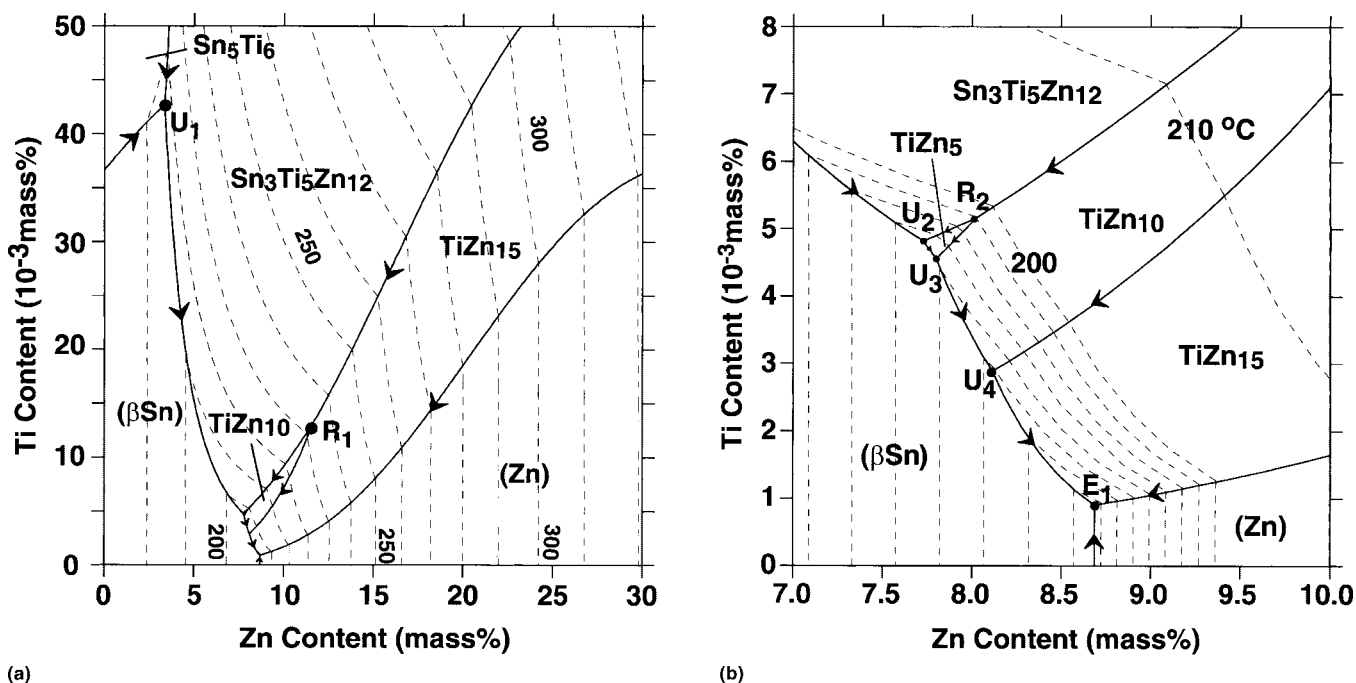 Ti Content (10⁻³mass%)
50
40
30
20
10
0
Sn₅Ti₆
U₁
Sn₃Ti₅Zn₁₂
300
250
TiZn₁₅
(βSn)
TiZn₁₀
R₁
(Zn)
200
250
300
0 5 10 15 20 25 30
Zn Content (mass%)
(a)
Ti Content (10⁻³mass%)
8
7
6
5
4
3
2
1
0
Sn₃Ti₅Zn₁₂
210 °C
TiZn₅
R₂
U₂
TiZn₁₀
U₃
200
TiZn₁₅
U₄
(βSn)
E₁
(Zn)
7.0 7.5 8.0 8.5 9.0 9.5 10.0
Zn Content (mass%)
(b)